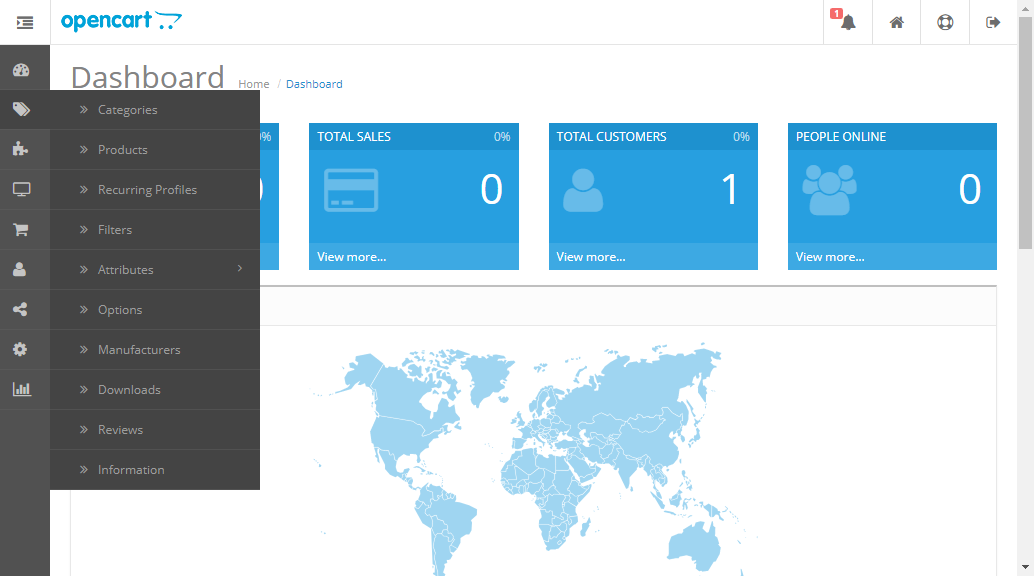 opencart
1
Dashboard
Home / Dashboard
Categories
Products
Recurring Profiles
Filters
Attributes
Options
Manufacturers
Downloads
Reviews
Information
0%
TOTAL SALES 0%
0
View more...
TOTAL CUSTOMERS 0%
1
View more...
PEOPLE ONLINE
0
View more...